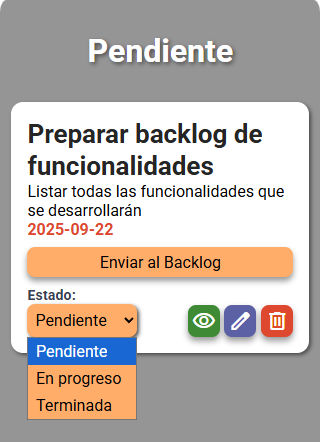 Pendiente
Preparar backlog de
funcionalidades
Listar todas las funcionalidades que
se desarrollarán
2025-09-22
Enviar al Backlog
Estado:
Pendiente
Pendiente
En progreso
Terminada